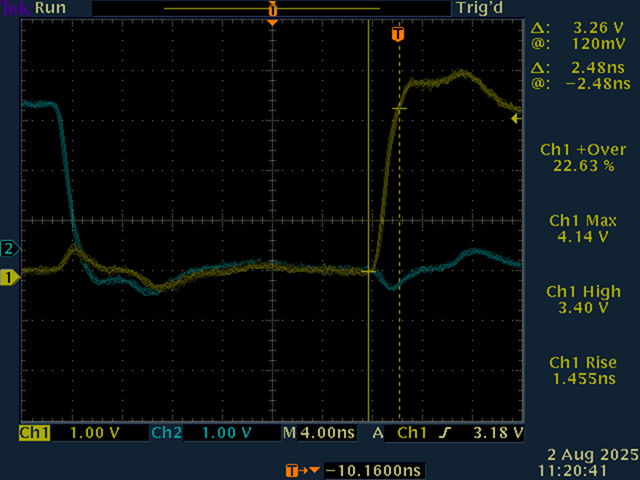 Tek Run Trig'd
T
Δ: 3.26 V
@: 120mV
Δ: 2.48ns
@: −2.48ns
Ch1 +Over
22.63 %
Ch1 Max
4.14 V
2
1
Ch1 High
3.40 V
Ch1 Rise
1.455ns
Ch1 1.00 V Ch2 1.00 V M 4.00ns A Ch1 3.18 V
T −10.1600ns
2 Aug 2025
11:20:41